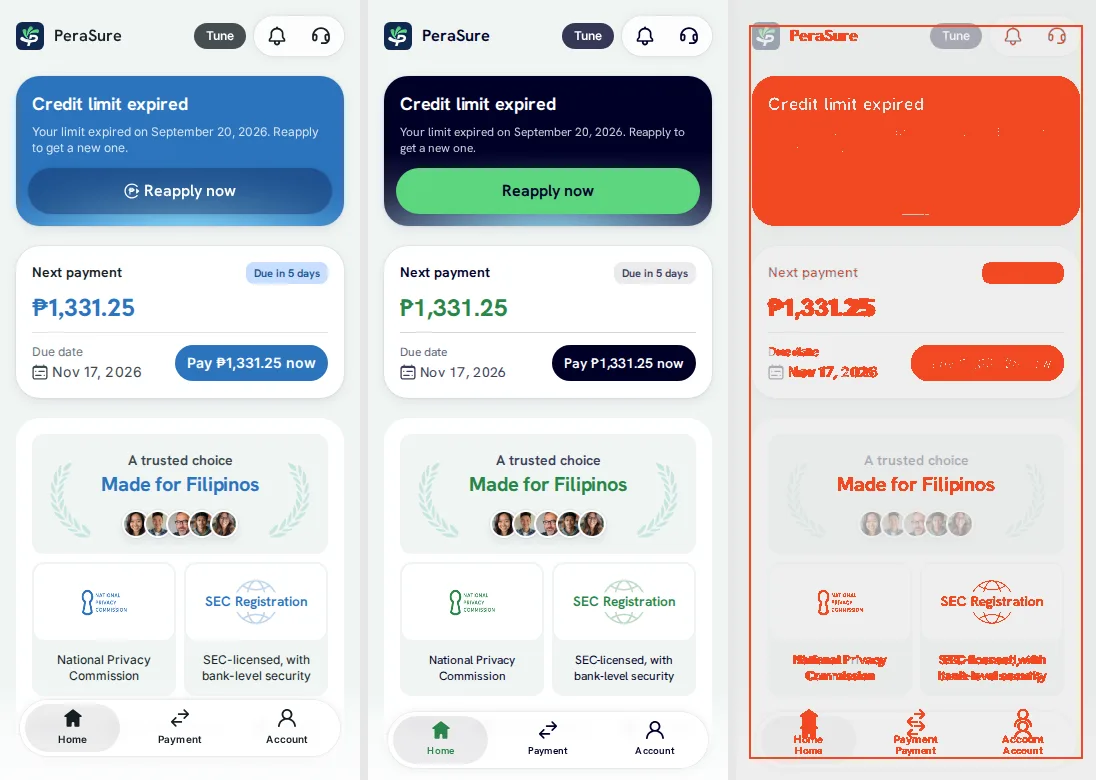 PeraSure
Tune
Credit limit expired
Your limit expired on September 20, 2026. Reapply
to get a new one.
Reapply now
Next payment
Due in 5 days
₱1,331.25
Due date
Nov 17, 2026
Pay ₱1,331.25 now
A trusted choice
Made for Filipinos
NATIONAL
PRIVACY
COMMISSION
SEC Registration
National Privacy
Commission
SEC-licensed, with
bank-level security
Home
Payment
Account
PeraSure
Tune
Credit limit expired
Your limit expired on September 20, 2026. Reapply to
get a new one.
Reapply now
Next payment
Due in 5 days
₱1,331.25
Due date
Nov 17, 2026
Pay ₱1,331.25 now
A trusted choice
Made for Filipinos
NATIONAL
PRIVACY
COMMISSION
SEC Registration
National Privacy
Commission
SEC-licensed, with
bank-level security
Home
Payment
Account
PeraSure
Tune
Credit limit expired
Next payment
₱1,331.25
Due date
Nov 17, 2026
A trusted choice
Made for Filipinos
NATIONAL
PRIVACY
COMMISSION
SEC Registration
National Privacy
Commission
SEC-licensed, with
bank-level security
Home
Payment
Account
Home
Payment
Account